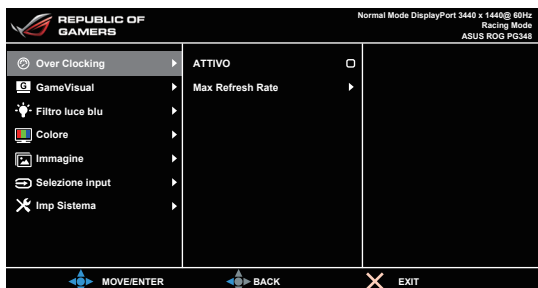 REPUBLIC OF
GAMERS
Normal Mode DisplayPort 3440 x 1440@ 60Hz
Racing Mode
ASUS ROG PG348
Over Clocking
ATTIVO
G GameVisual
Max Refresh Rate
Filtro luce blu
Colore
Immagine
Selezione input
Imp Sistema
MOVE/ENTER
BACK
EXIT